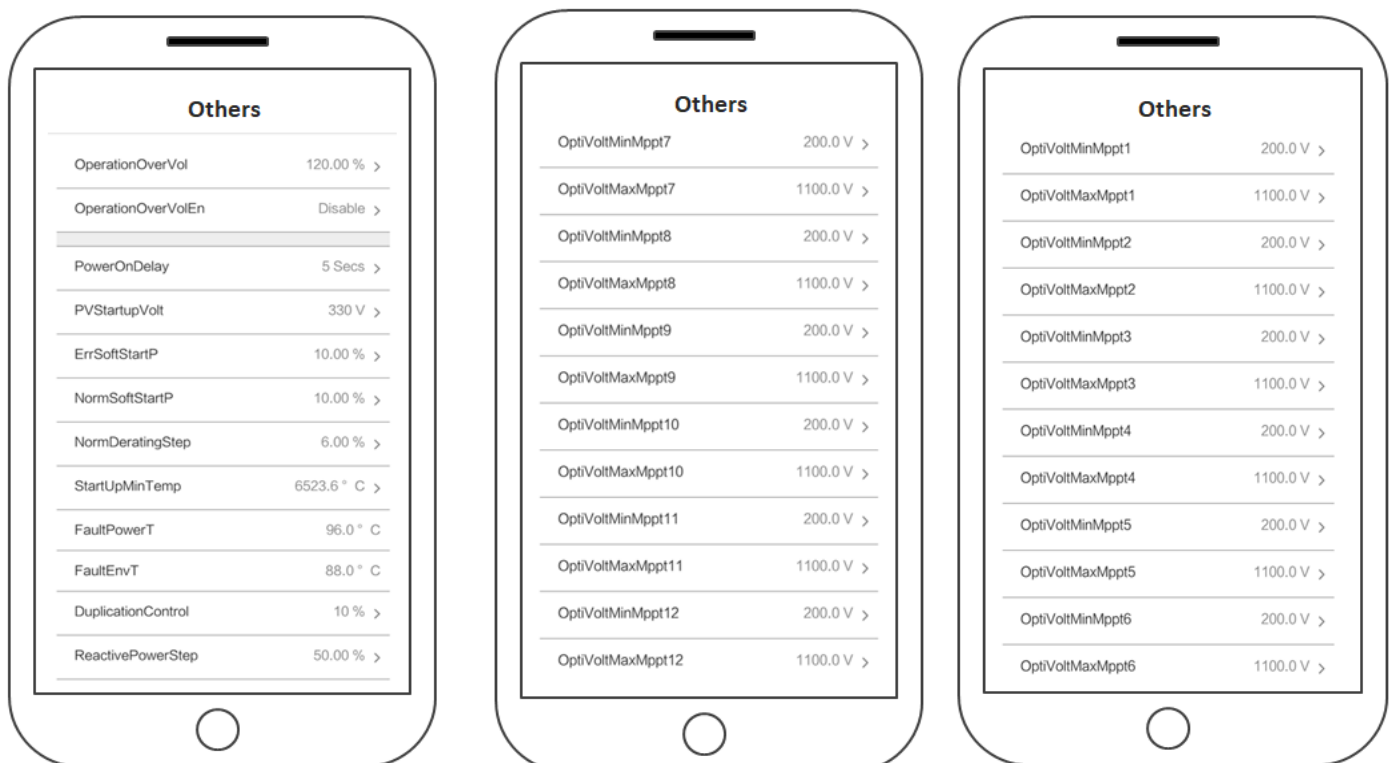 Others
OperationOverVol 120.00 %
OperationOverVolEn Disable
PowerOnDelay 5 Secs
PVStartupVolt 330 V
ErrSoftStartP 10.00 %
NormSoftStartP 10.00 %
NormDeratingStep 6.00 %
StartUpMinTemp 6523.6 ° C
FaultPowerT 96.0 ° C
FaultEnvT 88.0 ° C
DuplicationControl 10 %
ReactivePowerStep 50.00 %
Others
OptiVoltMinMppt7 200.0 V
OptiVoltMaxMppt7 1100.0 V
OptiVoltMinMppt8 200.0 V
OptiVoltMaxMppt8 1100.0 V
OptiVoltMinMppt9 200.0 V
OptiVoltMaxMppt9 1100.0 V
OptiVoltMinMppt10 200.0 V
OptiVoltMaxMppt10 1100.0 V
OptiVoltMinMppt11 200.0 V
OptiVoltMaxMppt11 1100.0 V
OptiVoltMinMppt12 200.0 V
OptiVoltMaxMppt12 1100.0 V
Others
OptiVoltMinMppt1 200.0 V
OptiVoltMaxMppt1 1100.0 V
OptiVoltMinMppt2 200.0 V
OptiVoltMaxMppt2 1100.0 V
OptiVoltMinMppt3 200.0 V
OptiVoltMaxMppt3 1100.0 V
OptiVoltMinMppt4 200.0 V
OptiVoltMaxMppt4 1100.0 V
OptiVoltMinMppt5 200.0 V
OptiVoltMaxMppt5 1100.0 V
OptiVoltMinMppt6 200.0 V
OptiVoltMaxMppt6 1100.0 V